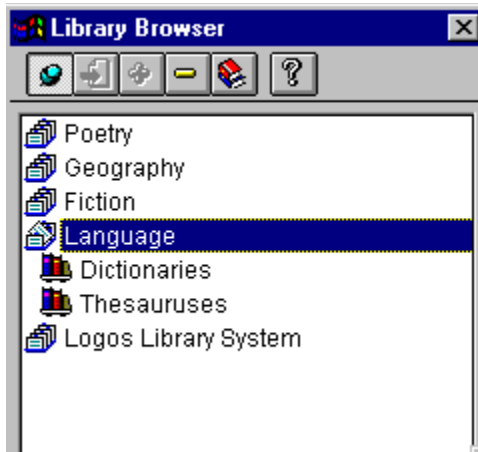 Library Browser
?
Poetry
Geography
Fiction
Language
Dictionaries
Thesauruses
Logos Library System